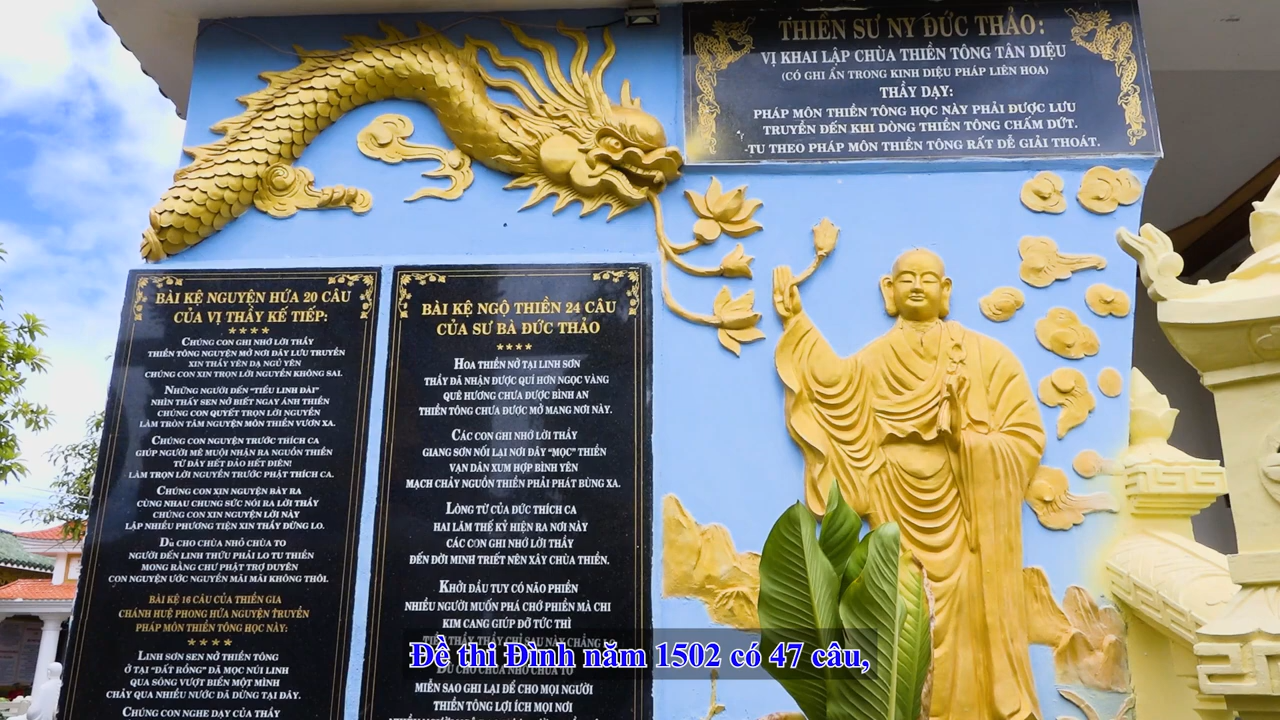 THIỀN SƯ NY ĐỨC THẢO:
VỊ KHAI LẬP CHÙA THIỀN TÔNG TÂN DIỆU
(CÓ GHI ẨN TRONG KINH DIỆU PHÁP LIÊN HOA)
THẦY DẠY:
PHÁP MÔN THIỀN TÔNG HỌC NÀY PHẢI ĐƯỢC LƯU
TRUYỀN ĐẾN KHI DÒNG THIỀN TÔNG CHẤM DỨT.
-TU THEO PHÁP MÔN THIỀN TÔNG RẤT DỄ GIẢI THOÁT.
BÀI KỆ NGUYỆN HỨA 20 CÂU
CỦA VỊ THẦY KẾ TIẾP:
****
CHÚNG CON GHI NHỚ LỜI THẦY
THIỀN TÔNG NGUYỆN MỞ NƠI ĐÂY LƯU TRUYỀN
XIN THẦY YÊN DẠ NGỦ YÊN
CHÚNG CON XIN TRỌN LỜI NGUYỀN KHÔNG SAI.
NHỮNG NGƯỜI ĐẾN "TIỂU LINH ĐÀI"
NHÌN THẤY SEN NỞ BIẾT NGAY ÁNH THIỀN
CHÚNG CON QUYẾT TRỌN LỜI NGUYỀN
LÀM TRÒN TÂM NGUYỆN MÔN THIỀN VƯƠN XA.
CHÚNG CON NGUYỆN TRƯỚC THÍCH CA
GIÚP NGƯỜI MÊ MUỘI NHẬN RA NGUỒN THIỀN
TỪ ĐÂY HẾT ĐẢO HẾT ĐIÊN!
LÀM TRỌN LỜI NGUYỀN TRƯỚC PHẬT THÍCH CA.
CHÚNG CON XIN NGUYỆN BÀY RA
CÙNG NHAU CHUNG SỨC NÓI RA LỜI THẦY
CHÚNG CON XIN NGUYỆN LỜI NÀY
LẬP NHIỀU PHƯƠNG TIỆN XIN THẦY ĐỪNG LO.
DÙ CHO CHÙA NHỎ CHÙA TO
NGƯỜI ĐẾN LINH THỨU PHẢI LO TU THIỀN
MONG RẰNG CHƯ PHẬT TRỢ DUYÊN
CON NGUYỆN ƯỚC NGUYỀN MÃI MÃI KHÔNG THÔI.
BÀI KỆ 16 CÂU CỦA THIỀN GIA
CHÁNH HUỆ PHONG HỨA NGUYỆN TRUYỀN
PHÁP MÔN THIỀN TÔNG HỌC NÀY:
****
LINH SƠN SEN NỞ THIỀN TÔNG
Ở TẠI "ĐẤT RỒNG" ĐÃ MỌC NÚI LINH
QUA SÔNG VƯỢT BIỂN MỘT MÌNH
CHẢY QUA NHIỀU NƯỚC ĐÃ DỪNG TẠI ĐÂY.
CHÚNG CON NGHE DẠY CỦA THẦY
BÀI KỆ NGỘ THIỀN 24 CÂU
CỦA SƯ BÀ ĐỨC THẢO
****
HOA THIỀN NỞ TẠI LINH SƠN
THẦY ĐÃ NHẬN ĐƯỢC QUÍ HƠN NGỌC VÀNG
QUÊ HƯƠNG CHƯA ĐƯỢC BÌNH AN
THIỀN TÔNG CHƯA ĐƯỢC MỞ MANG NƠI NÀY.
CÁC CON GHI NHỚ LỜI THẦY
GIANG SƠN NỐI LẠI NƠI ĐÂY "MỌC" THIỀN
VẠN DÂN XUM HỢP BÌNH YÊN
MẠCH CHẢY NGUỒN THIỀN PHẢI PHÁT BÙNG XA.
LÒNG TỪ CỦA ĐỨC THÍCH CA
HAI LĂM THẾ KỶ HIỆN RA NƠI NÀY
CÁC CON GHI NHỚ LỜI THẦY
ĐẾN ĐỜI MINH TRIẾT NÊN XÂY CHÙA THIỀN.
KHỞI ĐẦU TUY CÓ NÃO PHIỀN
NHIỀU NGƯỜI MUỐN PHÁ CHỚ PHIỀN MÀ CHI
KIM CANG GIÚP ĐỠ TỨC THÌ
DÙ CHO CHÙA NHỎ CHÙA TO
MIỄN SAO GHI LẠI ĐỂ CHO MỌI NGƯỜI
THIỀN TÔNG LỢI ÍCH MỌI NƠI
Đề thi Đình năm 1502 có 47 câu,